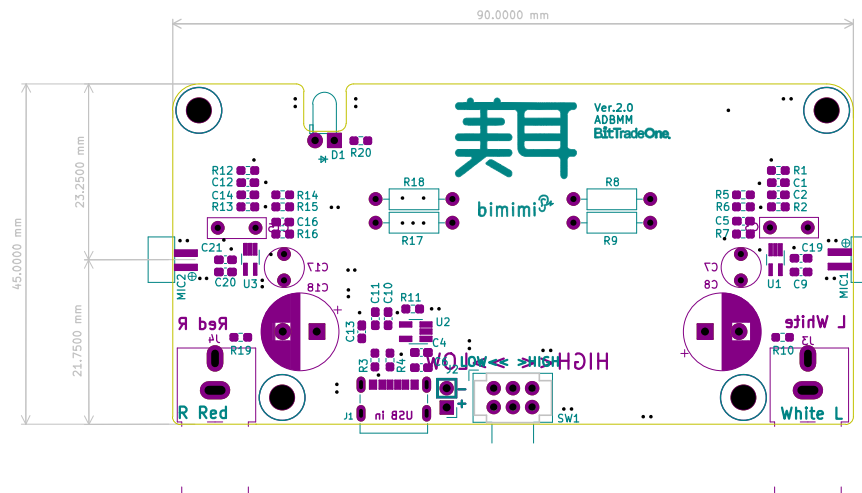 90.0000 mm
Ver.2.0
ADBMM
BitTradeOne.
美耳
D1
R20
23.2500 mm
R12
C12
C14
R13
R14
R15
C16
R16
R18
R17
bimimi
R8
R9
R1
C1
C2
R2
R5
R6
C5
R7
45.0000 mm
C21
C20
U3
MIC2
C17
C18
C7
C8
C19
C9
U1
MIC1
21.7500 mm
C11
C10
R11
U2
C13
C4
R3
R4
C6
Red R
J4
R19
L White
J3
R10
HIGH
LOW
J2
R Red
J1
USB in
SW1
White L